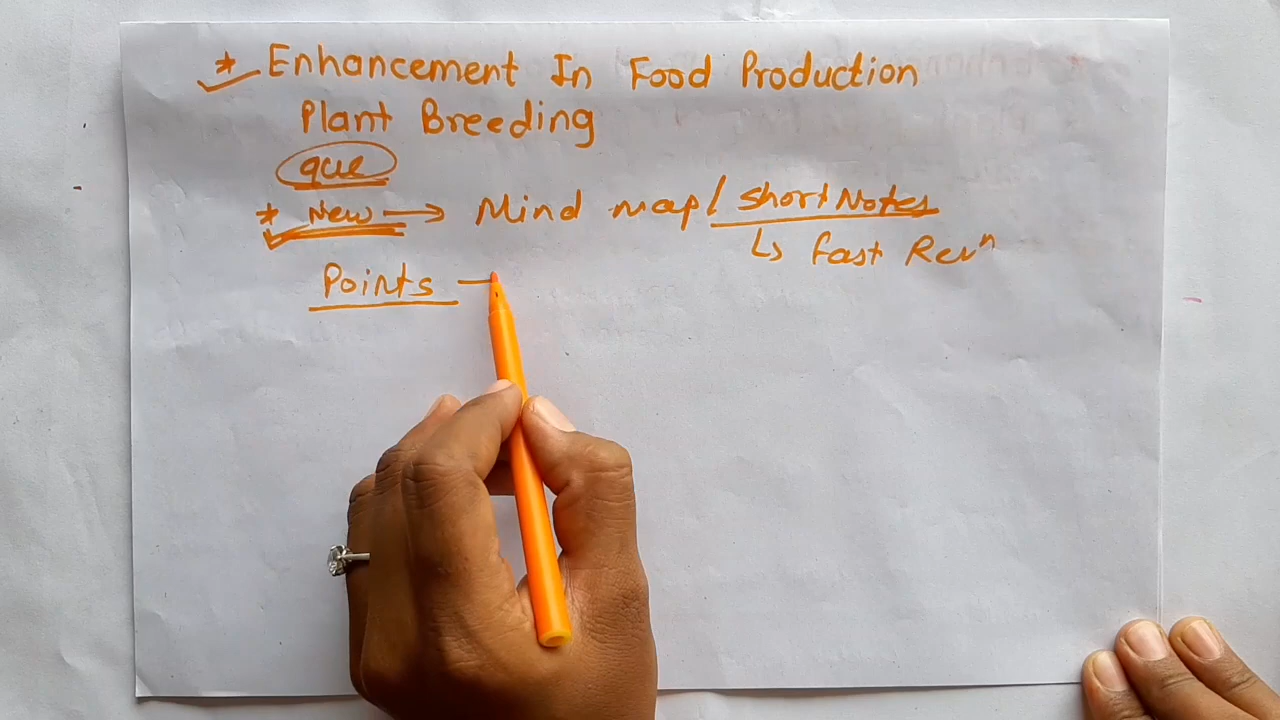 * Enhancement In Food Production
Plant Breeding
que
* New → Mind map/ Short Notes
↳ fast Revⁿ
Points —